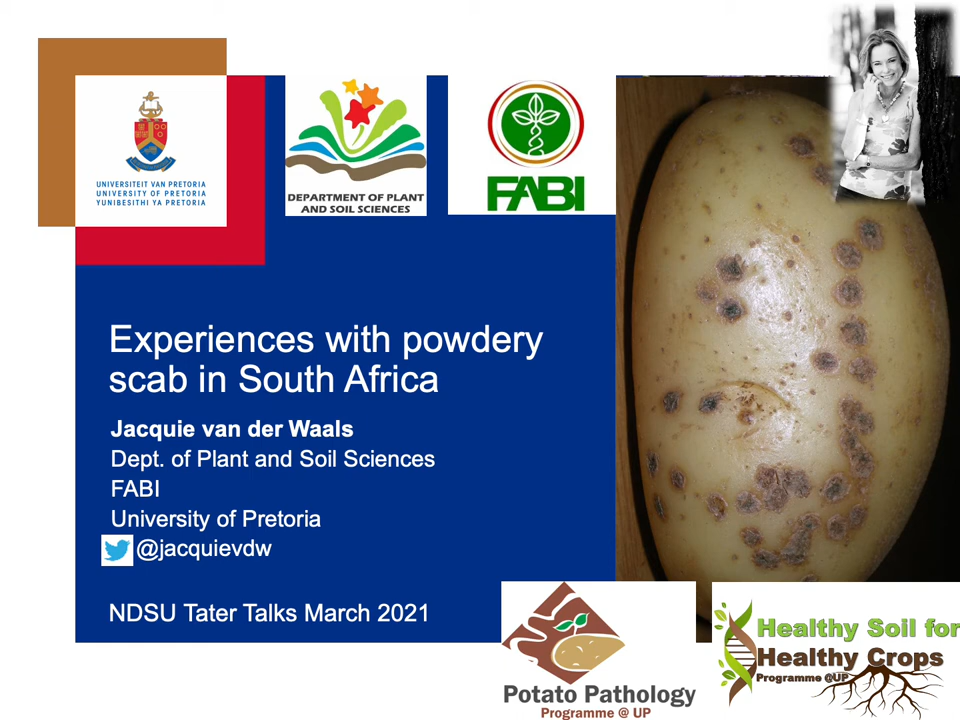 UNIVERSITEIT VAN PRETORIA
UNIVERSITY OF PRETORIA
YUNIBESITHI YA PRETORIA
DEPARTMENT OF PLANT
AND SOIL SCIENCES
FABI
Experiences with powdery
scab in South Africa
Jacquie van der Waals
Dept. of Plant and Soil Sciences
FABI
University of Pretoria
@jacquievdw
NDSU Tater Talks March 2021
Potato Pathology
Programme @ UP
Healthy Soil for
Healthy Crops
Programme @UP